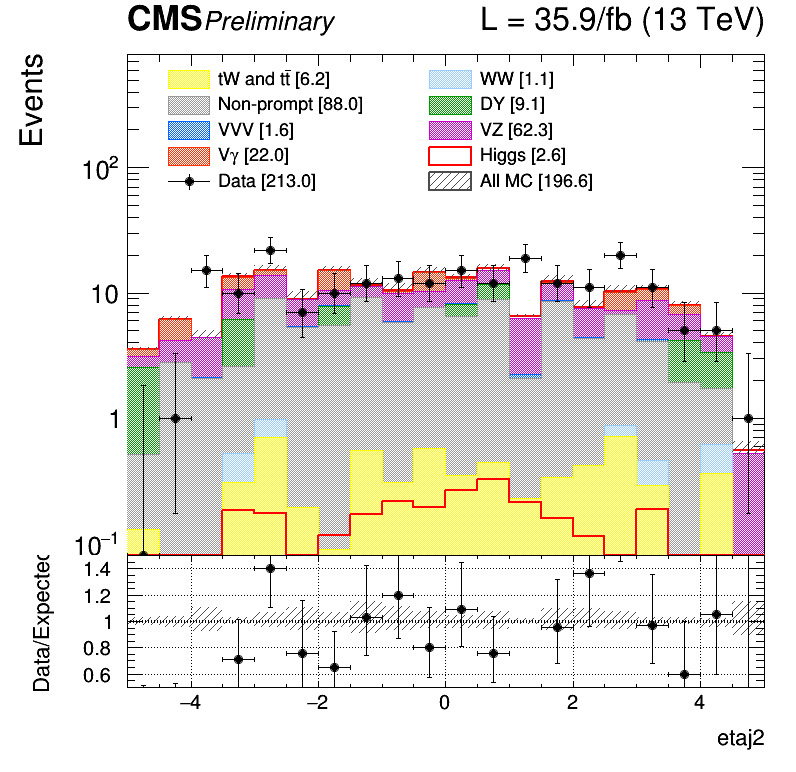 CMS Preliminary L = 35.9/fb (13 TeV)
Events
tW and tt̄ [6.2] WW [1.1]
Non-prompt [88.0] DY [9.1]
VVV [1.6] VZ [62.3]
Vγ [22.0] Higgs [2.6]
Data [213.0] All MC [196.6]
10²
10
1
10⁻¹
Data/Expected
1.4
1.2
1
0.8
0.6
−4 −2 0 2 4
etaj2